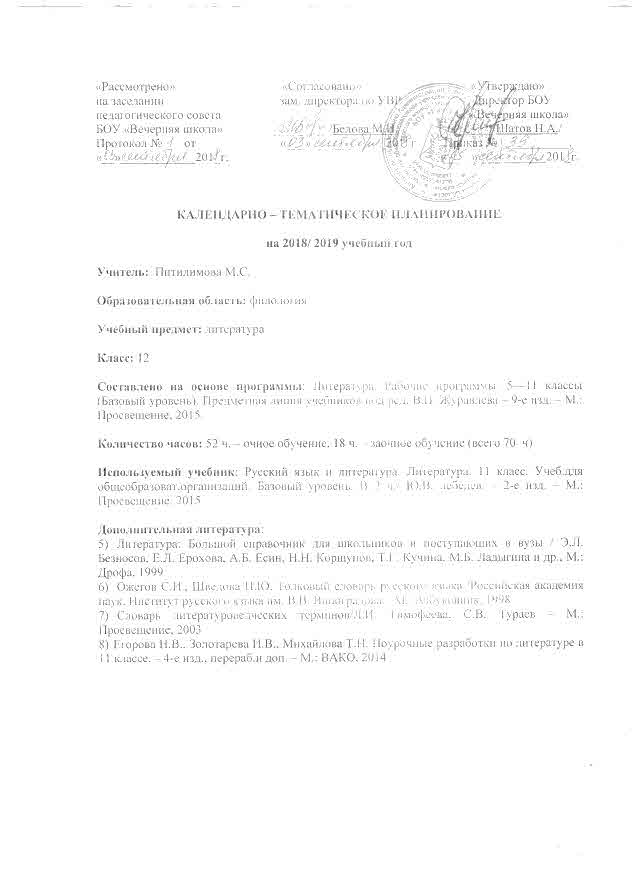 «Рассмотрено»
на заседании
педагогического совета
БОУ «Вечерняя школа»
Протокол № 1 от
сентября 2018 г.
«Согласовано»
зам. директора по УВР
/Белова М.И.
«03» сентября 2018 г
«Утверждаю»
Директор БОУ
«Вечерняя школа»
Шатов Н.А./
Приказ №
сентября 2018г.
КАЛЕНДАРНО – ТЕМАТИЧЕСКОЕ ПЛАНИРОВАНИЕ
на 2018/ 2019 учебный год
Учитель: Питилимова М.С.
Образовательная область: филология
Учебный предмет: литература
Класс: 12
Составлено на основе программы: Литература. Рабочие программы 5—11 классы
(Базовый уровень). Предметная линия учебников под ред. В.П. Журавлева – 9-е изд. – М.:
Просвещение, 2015.
Количество часов: 52 ч. – очное обучение, 18 ч. – заочное обучение (всего 70 ч)
Используемый учебник: Русский язык и литература. Литература. 11 класс. Учеб.для
общеобразоват.организаций. Базовый уровень. В 2 ч./ Ю.В. лебедев. – 2-е изд. – М.:
Просвещение. 2015
Дополнительная литература:
5) Литература: Большой справочник для школьников и поступающих в вузы / Э.Л.
Безносов, Е.Л. Ерохова, А.Б. Есин, Н.Н. Коршунов, Т.Г. Кучина, М.Б. Ладыгина и др., М.:
Дрофа, 1999
6) Ожегов С.И., Шведова Н.Ю. Толковый словарь русского языка/ Российская академия
наук. Институт русского языка им. В.В. Виноградова. – М.: Азбуковник, 1998
7) Словарь литературоведческих терминов/Л.И. Тимофеева, С.В. Тураев – М.:
Просвещение, 2003
8) Егорова Н.В., Золотарева И.В., Михайлова Т.И. Поурочные разработки по литературе в
11 классе. – 4-е изд., перераб.и доп. – М.: ВАКО, 2014